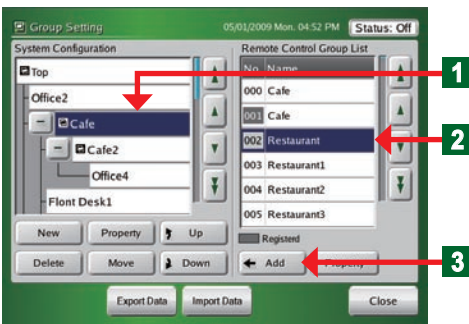 Group Setting
05/01/2009 Mon. 04:52 PM
Status: Off
System Configuration
Top
Office2
Cafe
Cafe2
Office4
Flont Desk1
New
Property
Up
Delete
Move
Down
Remote Control Group List
No. Name
000 Cafe
001 Cafe
002 Restaurant
003 Restaurant1
004 Restaurant2
005 Restaurant3
Registerd
Add
Property
Export Data
Import Data
Close
1
2
3